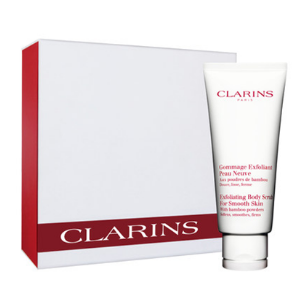 CLARINS
CLARINS
PARIS
Gommage Exfoliant
Peau Neuve
Aux poudres de bambou
Exfoliating Body Scrub
For Smooth Skin
With bamboo powders